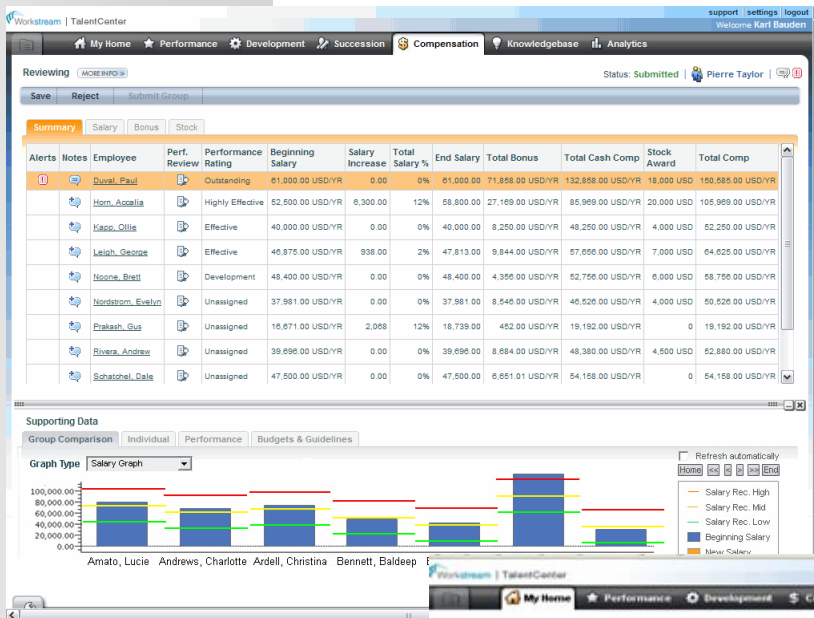 support | settings | logout
Workstream | TalentCenter
Welcome Karl Bauden
My Home Performance Development Succession Compensation Knowledgebase Analytics
Reviewing MORE INFO » Status: Submitted | Pierre Taylor |
Save Reject Submit Group
Summary Salary Bonus Stock
Alerts Notes Employee Perf. Review Performance Rating Beginning Salary Salary Increase Total Salary % End Salary Total Bonus Total Cash Comp Stock Award Total Comp
Duval, Paul Outstanding 61,000.00 USD/YR 0.00 0% 61,000.00 71,858.00 USD/YR 132,858.00 USD/YR 18,000 USD 150,585.00 USD/YR
Horn, Accalia Highly Effective 52,500.00 USD/YR 6,300.00 12% 58,800.00 27,169.00 USD/YR 85,969.00 USD/YR 20,000 USD 105,969.00 USD/YR
Kapp, Ollie Effective 40,000.00 USD/YR 0.00 0% 40,000.00 8,250.00 USD/YR 48,250.00 USD/YR 4,000 USD 52,250.00 USD/YR
Leigh, George Effective 46,875.00 USD/YR 938.00 2% 47,813.00 9,844.00 USD/YR 57,656.00 USD/YR 7,000 USD 64,625.00 USD/YR
Noone, Brett Development 48,400.00 USD/YR 0.00 0% 48,400.00 4,356.00 USD/YR 52,756.00 USD/YR 6,000 USD 58,756.00 USD/YR
Nordstrom, Evelyn Unassigned 37,981.00 USD/YR 0.00 0% 37,981.00 8,546.00 USD/YR 46,526.00 USD/YR 4,000 USD 50,526.00 USD/YR
Prakash, Gus Unassigned 16,671.00 USD/YR 2,068 12% 18,739.00 452.00 USD/YR 19,192.00 USD/YR 0 19,192.00 USD/YR
Rivera, Andrew Unassigned 39,696.00 USD/YR 0.00 0% 39,696.00 8,684.00 USD/YR 48,380.00 USD/YR 4,500 USD 52,880.00 USD/YR
Schatchel, Dale Unassigned 47,500.00 USD/YR 0.00 0% 47,500.00 6,651.01 USD/YR 54,158.00 USD/YR 0 54,158.00 USD/YR
Supporting Data
Group Comparison Individual Performance Budgets & Guidelines
Graph Type Salary Graph
Refresh automatically
Home << < > >> End
100,000.00
80,000.00
60,000.00
40,000.00
20,000.00
0.00
Salary Rec. High
Salary Rec. Mid
Salary Rec. Low
Beginning Salary
New Salary
Amato, Lucie Andrews, Charlotte Ardell, Christina Bennett, Baldeep
Workstream | TalentCenter
My Home Performance Development $